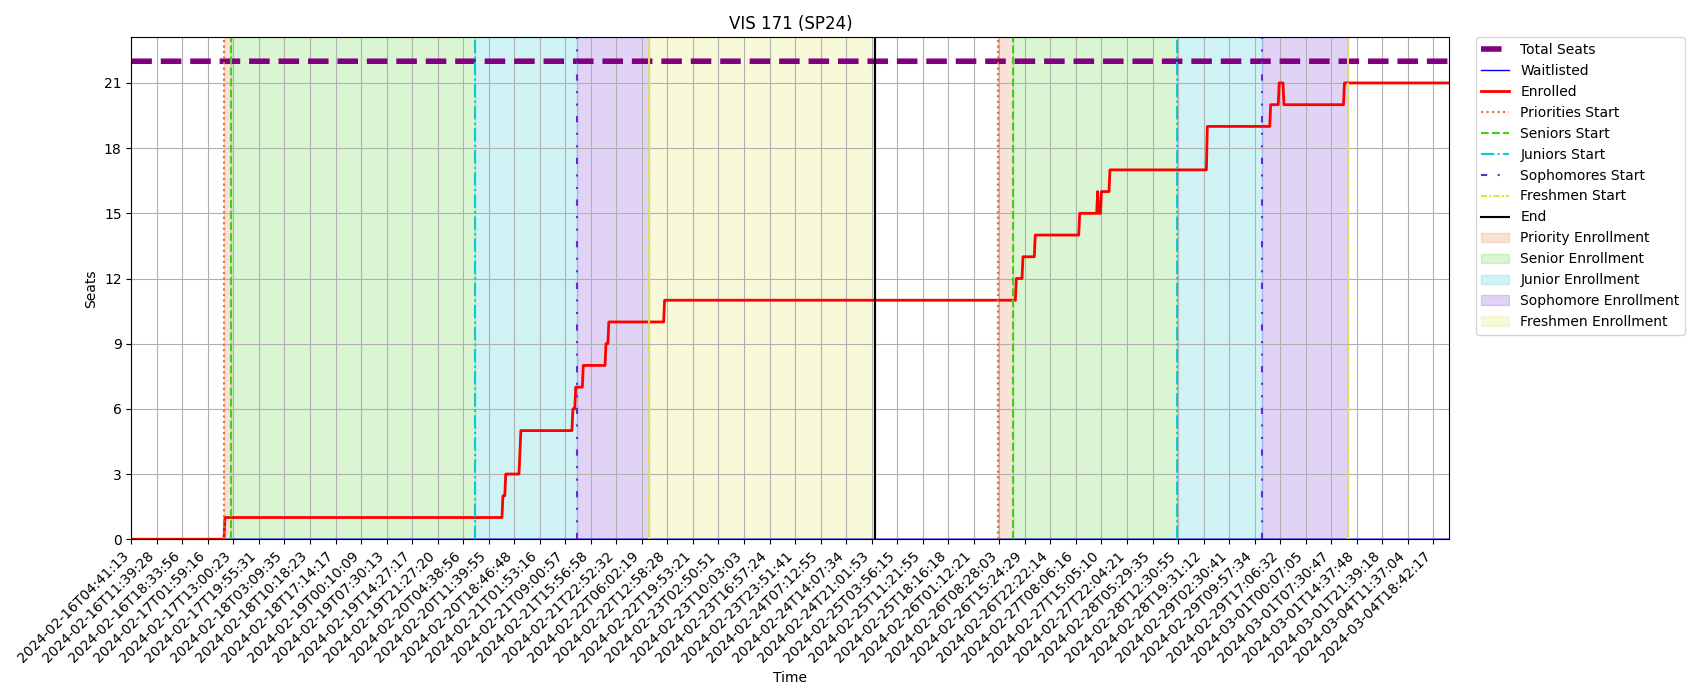 VIS 171 (SP24)
Seats
21
18
15
12
9
6
3
0
2024-02-16T04:41:13
2024-02-16T11:39:28
2024-02-16T18:33:56
2024-02-17T01:59:16
2024-02-17T13:00:23
2024-02-17T19:55:31
2024-02-18T03:09:35
2024-02-18T10:18:23
2024-02-18T17:14:17
2024-02-19T00:10:09
2024-02-19T07:30:13
2024-02-19T14:27:17
2024-02-19T21:27:20
2024-02-20T04:38:56
2024-02-20T11:39:55
2024-02-20T18:46:48
2024-02-21T01:53:16
2024-02-21T09:00:57
2024-02-21T15:56:58
2024-02-21T22:52:32
2024-02-22T06:02:19
2024-02-22T12:58:28
2024-02-22T19:53:21
2024-02-23T02:50:51
2024-02-23T10:03:03
2024-02-23T16:57:24
2024-02-23T23:51:41
2024-02-24T07:12:55
2024-02-24T14:07:34
2024-02-24T21:01:53
2024-02-25T03:56:15
2024-02-25T11:21:55
2024-02-25T18:16:18
2024-02-26T01:12:21
2024-02-26T08:28:03
2024-02-26T15:24:29
2024-02-26T22:22:14
2024-02-27T08:06:16
2024-02-27T15:05:10
2024-02-27T22:04:21
2024-02-28T05:29:35
2024-02-28T12:30:55
2024-02-28T19:31:12
2024-02-29T02:30:41
2024-02-29T09:57:34
2024-02-29T17:06:32
2024-03-01T00:07:05
2024-03-01T07:30:47
2024-03-01T14:37:48
2024-03-01T21:39:18
2024-03-04T11:37:04
2024-03-04T18:42:17
Time
Total Seats
Waitlisted
Enrolled
Priorities Start
Seniors Start
Juniors Start
Sophomores Start
Freshmen Start
End
Priority Enrollment
Senior Enrollment
Junior Enrollment
Sophomore Enrollment
Freshmen Enrollment